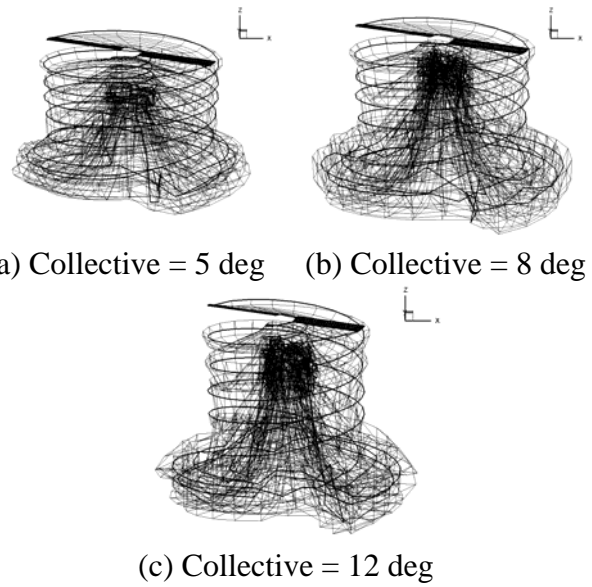 z
x
z
x
a) Collective = 5 deg (b) Collective = 8 deg
z
x
(c) Collective = 12 deg